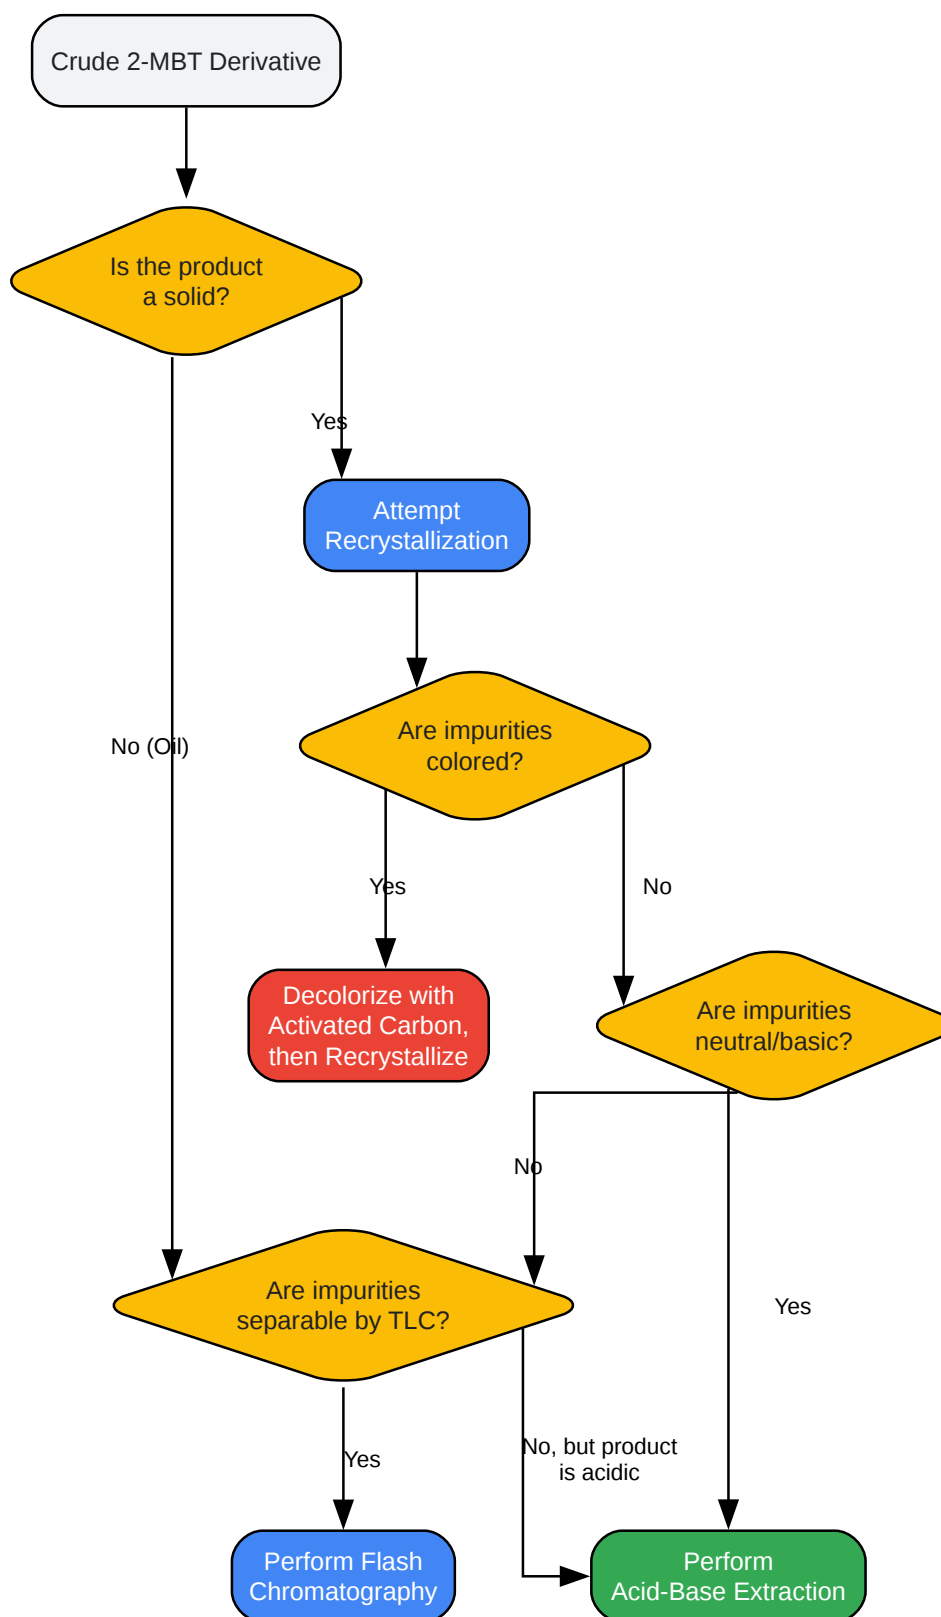 Crude 2-MBT Derivative
Is the product
a solid?
Yes
Attempt
Recrystallization
Are impurities
colored?
No (Oil)
Yes
No
Decolorize with
Activated Carbon,
then Recrystallize
Are impurities
neutral/basic?
No
Are impurities
separable by TLC?
Yes
Yes
No, but product
is acidic
Perform Flash
Chromatography
Perform
Acid-Base Extraction